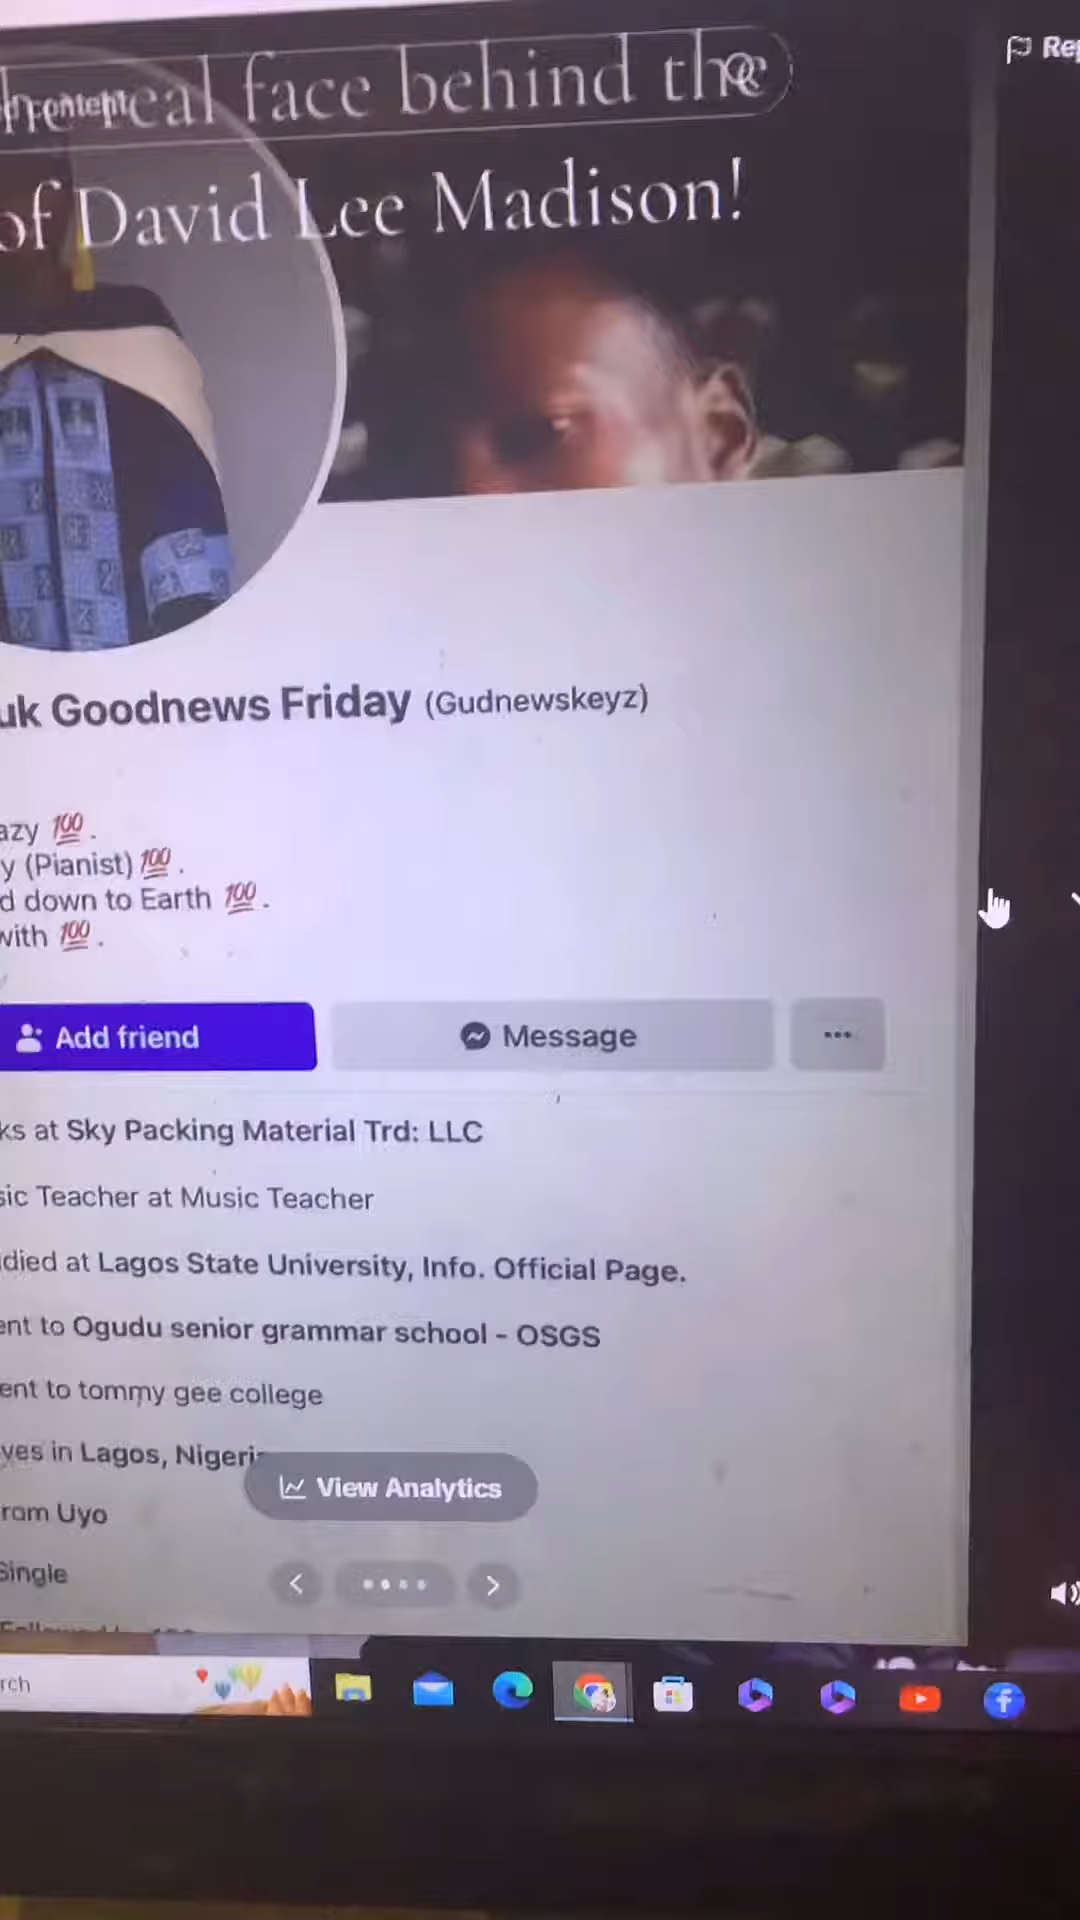 Rep
real face behind the
content
of David Lee Madison!
uk Goodnews Friday (Gudnewskeyz)
azy 💯.
y (Pianist) 💯.
d down to Earth 💯.
with 💯.
Add friend
Message
ks at Sky Packing Material Trd: LLC
sic Teacher at Music Teacher
died at Lagos State University, Info. Official Page.
ent to Ogudu senior grammar school - OSGS
ent to tommy gee college
ves in Lagos, Nigeri
View Analytics
rom Uyo
Single
rch